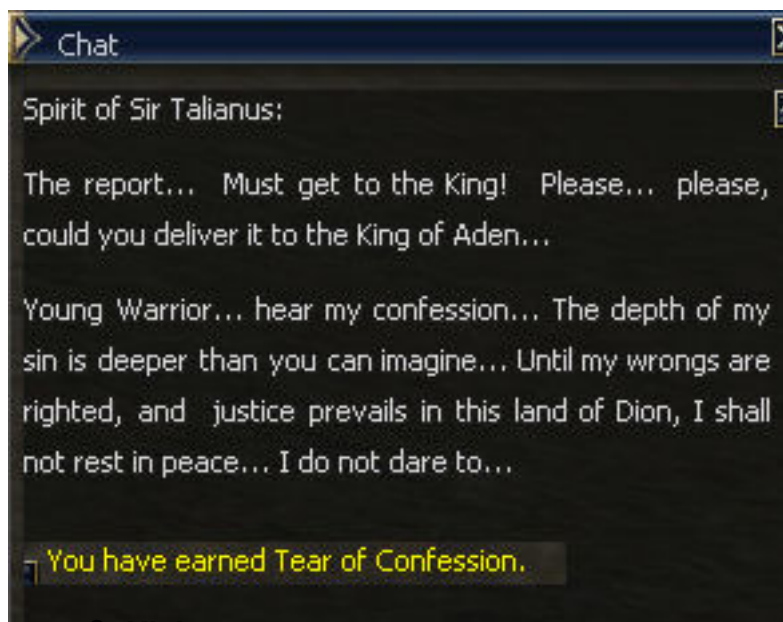 Chat
Spirit of Sir Talianus:
The report... Must get to the King! Please... please,
could you deliver it to the King of Aden...
Young Warrior... hear my confession... The depth of my
sin is deeper than you can imagine... Until my wrongs are
righted, and justice prevails in this land of Dion, I shall
not rest in peace... I do not dare to...
You have earned Tear of Confession.